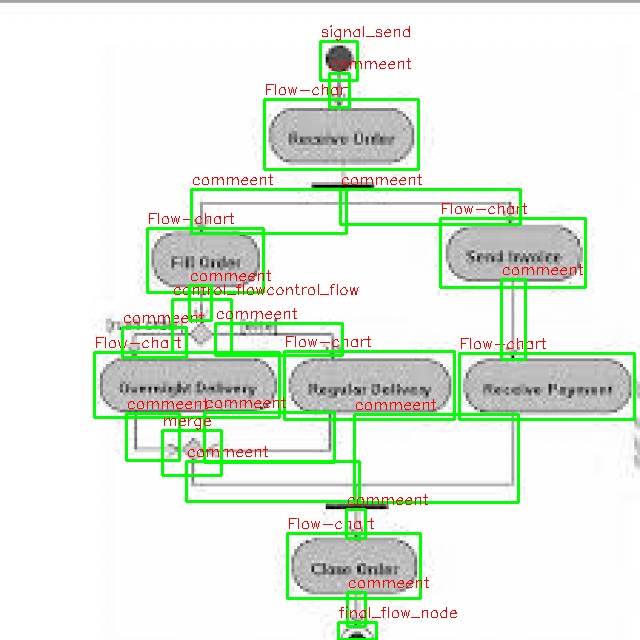 signal_send
commeent
Flow-char
Receive Order
commeent commeent
Flow-chart
Flow-chart
Fill Order
Send Invoice
commeent
commeent
control_flowcontrol_flow
commeent
commeent
Flow-chart Flow-chart Flow-chart
Overnight Delivery Regular Delivery Receive Payment
commeent commeent commeent
merge
commeent
commeent
Flow-chart
Close Order
commeent
final_flow_node